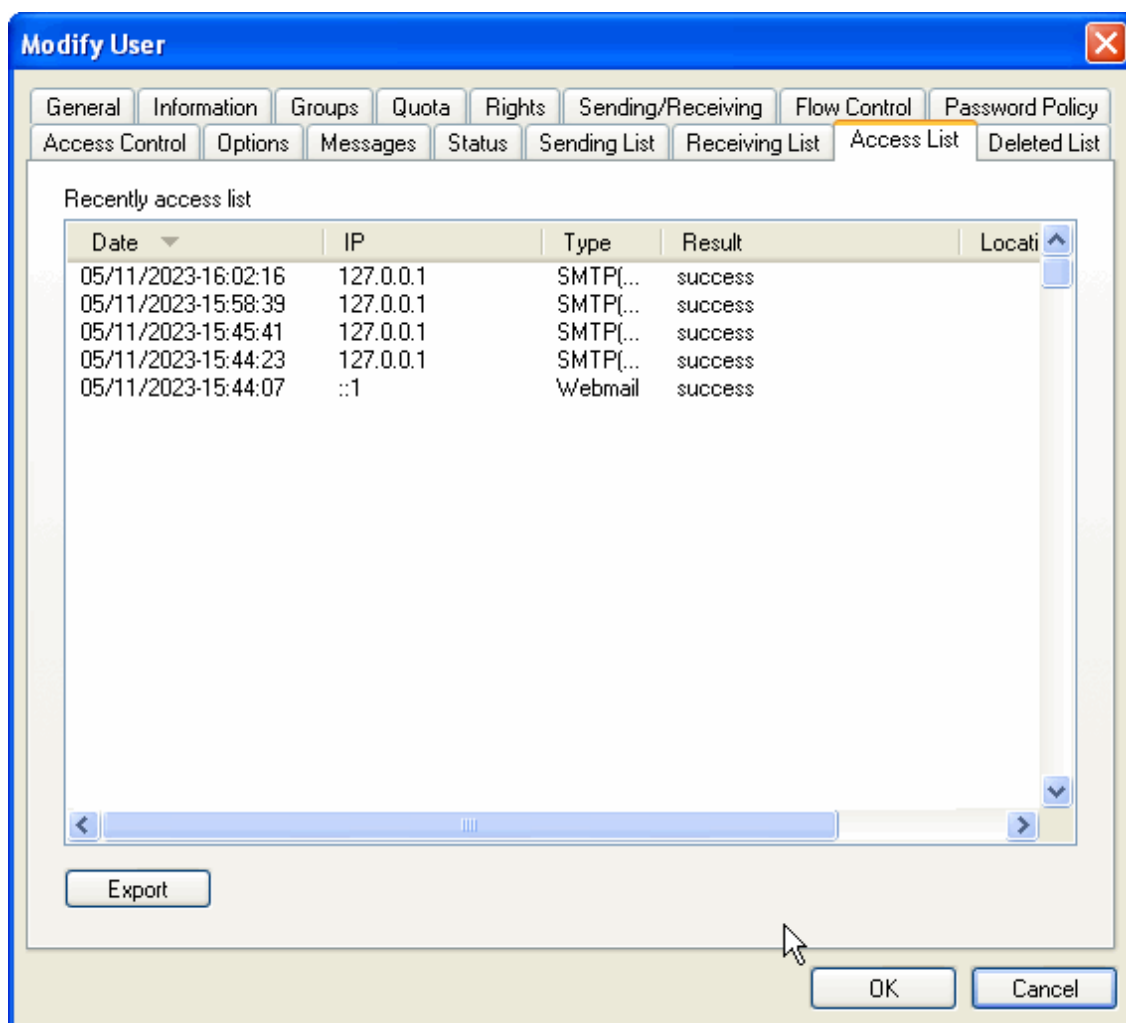 Modify User
General Information Groups Quota Rights Sending/Receiving Flow Control Password Policy
Access Control Options Messages Status Sending List Receiving List Access List Deleted List
Recently access list
Date IP Type Result Locati
05/11/2023-16:02:16 127.0.0.1 SMTP(... success
05/11/2023-15:58:39 127.0.0.1 SMTP(... success
05/11/2023-15:45:41 127.0.0.1 SMTP(... success
05/11/2023-15:44:23 127.0.0.1 SMTP(... success
05/11/2023-15:44:07 ::1 Webmail success
Export
OK Cancel